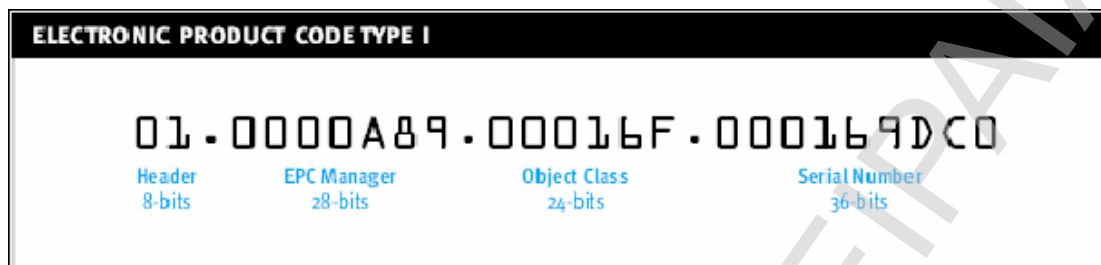 ELECTRONIC PRODUCT CODE TYPE I
01.0000A89.00016F.000169DC0
Header EPC Manager Object Class Serial Number
8-bits 28-bits 24-bits 36-bits